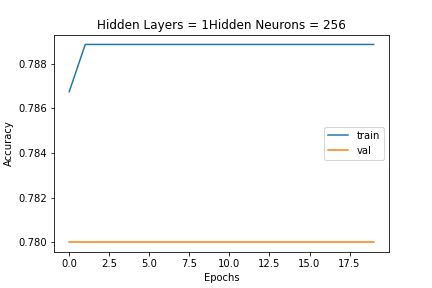 Hidden Layers = 1Hidden Neurons = 256
0.788
0.786
0.784
0.782
0.780
Accuracy
train
val
0.0 2.5 5.0 7.5 10.0 12.5 15.0 17.5
Epochs